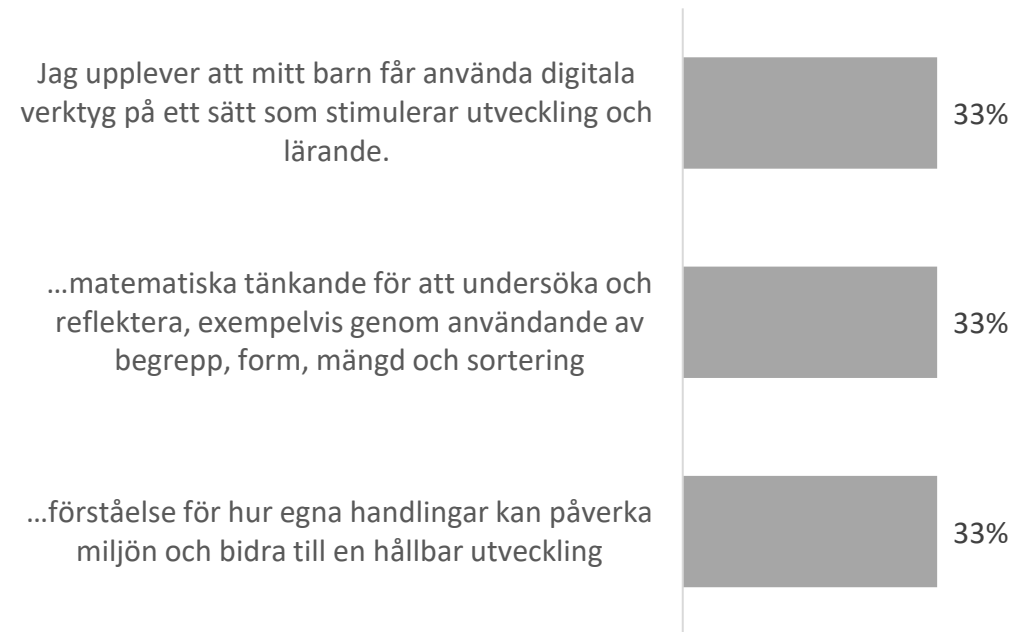 Jag upplever att mitt barn får använda digitala
verktyg på ett sätt som stimulerar utveckling och
lärande.
33%
…matematiska tänkande för att undersöka och
reflektera, exempelvis genom användande av
begrepp, form, mängd och sortering
33%
…förståelse för hur egna handlingar kan påverka
miljön och bidra till en hållbar utveckling
33%